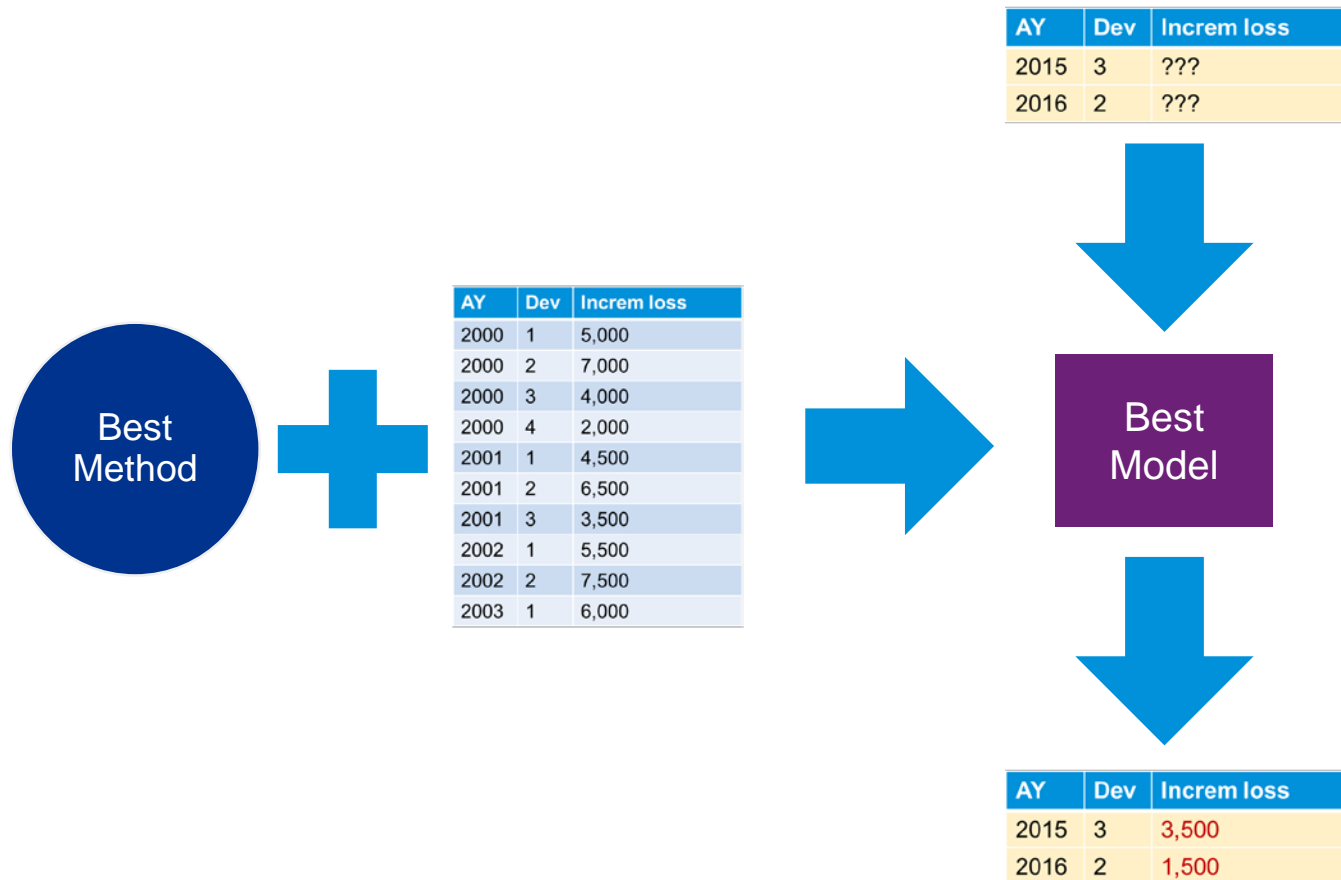 AY Dev Increm loss
2015 3 ???
2016 2 ???
Best
Method
AY Dev Increm loss
2000 1 5,000
2000 2 7,000
2000 3 4,000
2000 4 2,000
2001 1 4,500
2001 2 6,500
2001 3 3,500
2002 1 5,500
2002 2 7,500
2003 1 6,000
Best
Model
AY Dev Increm loss
2015 3 3,500
2016 2 1,500